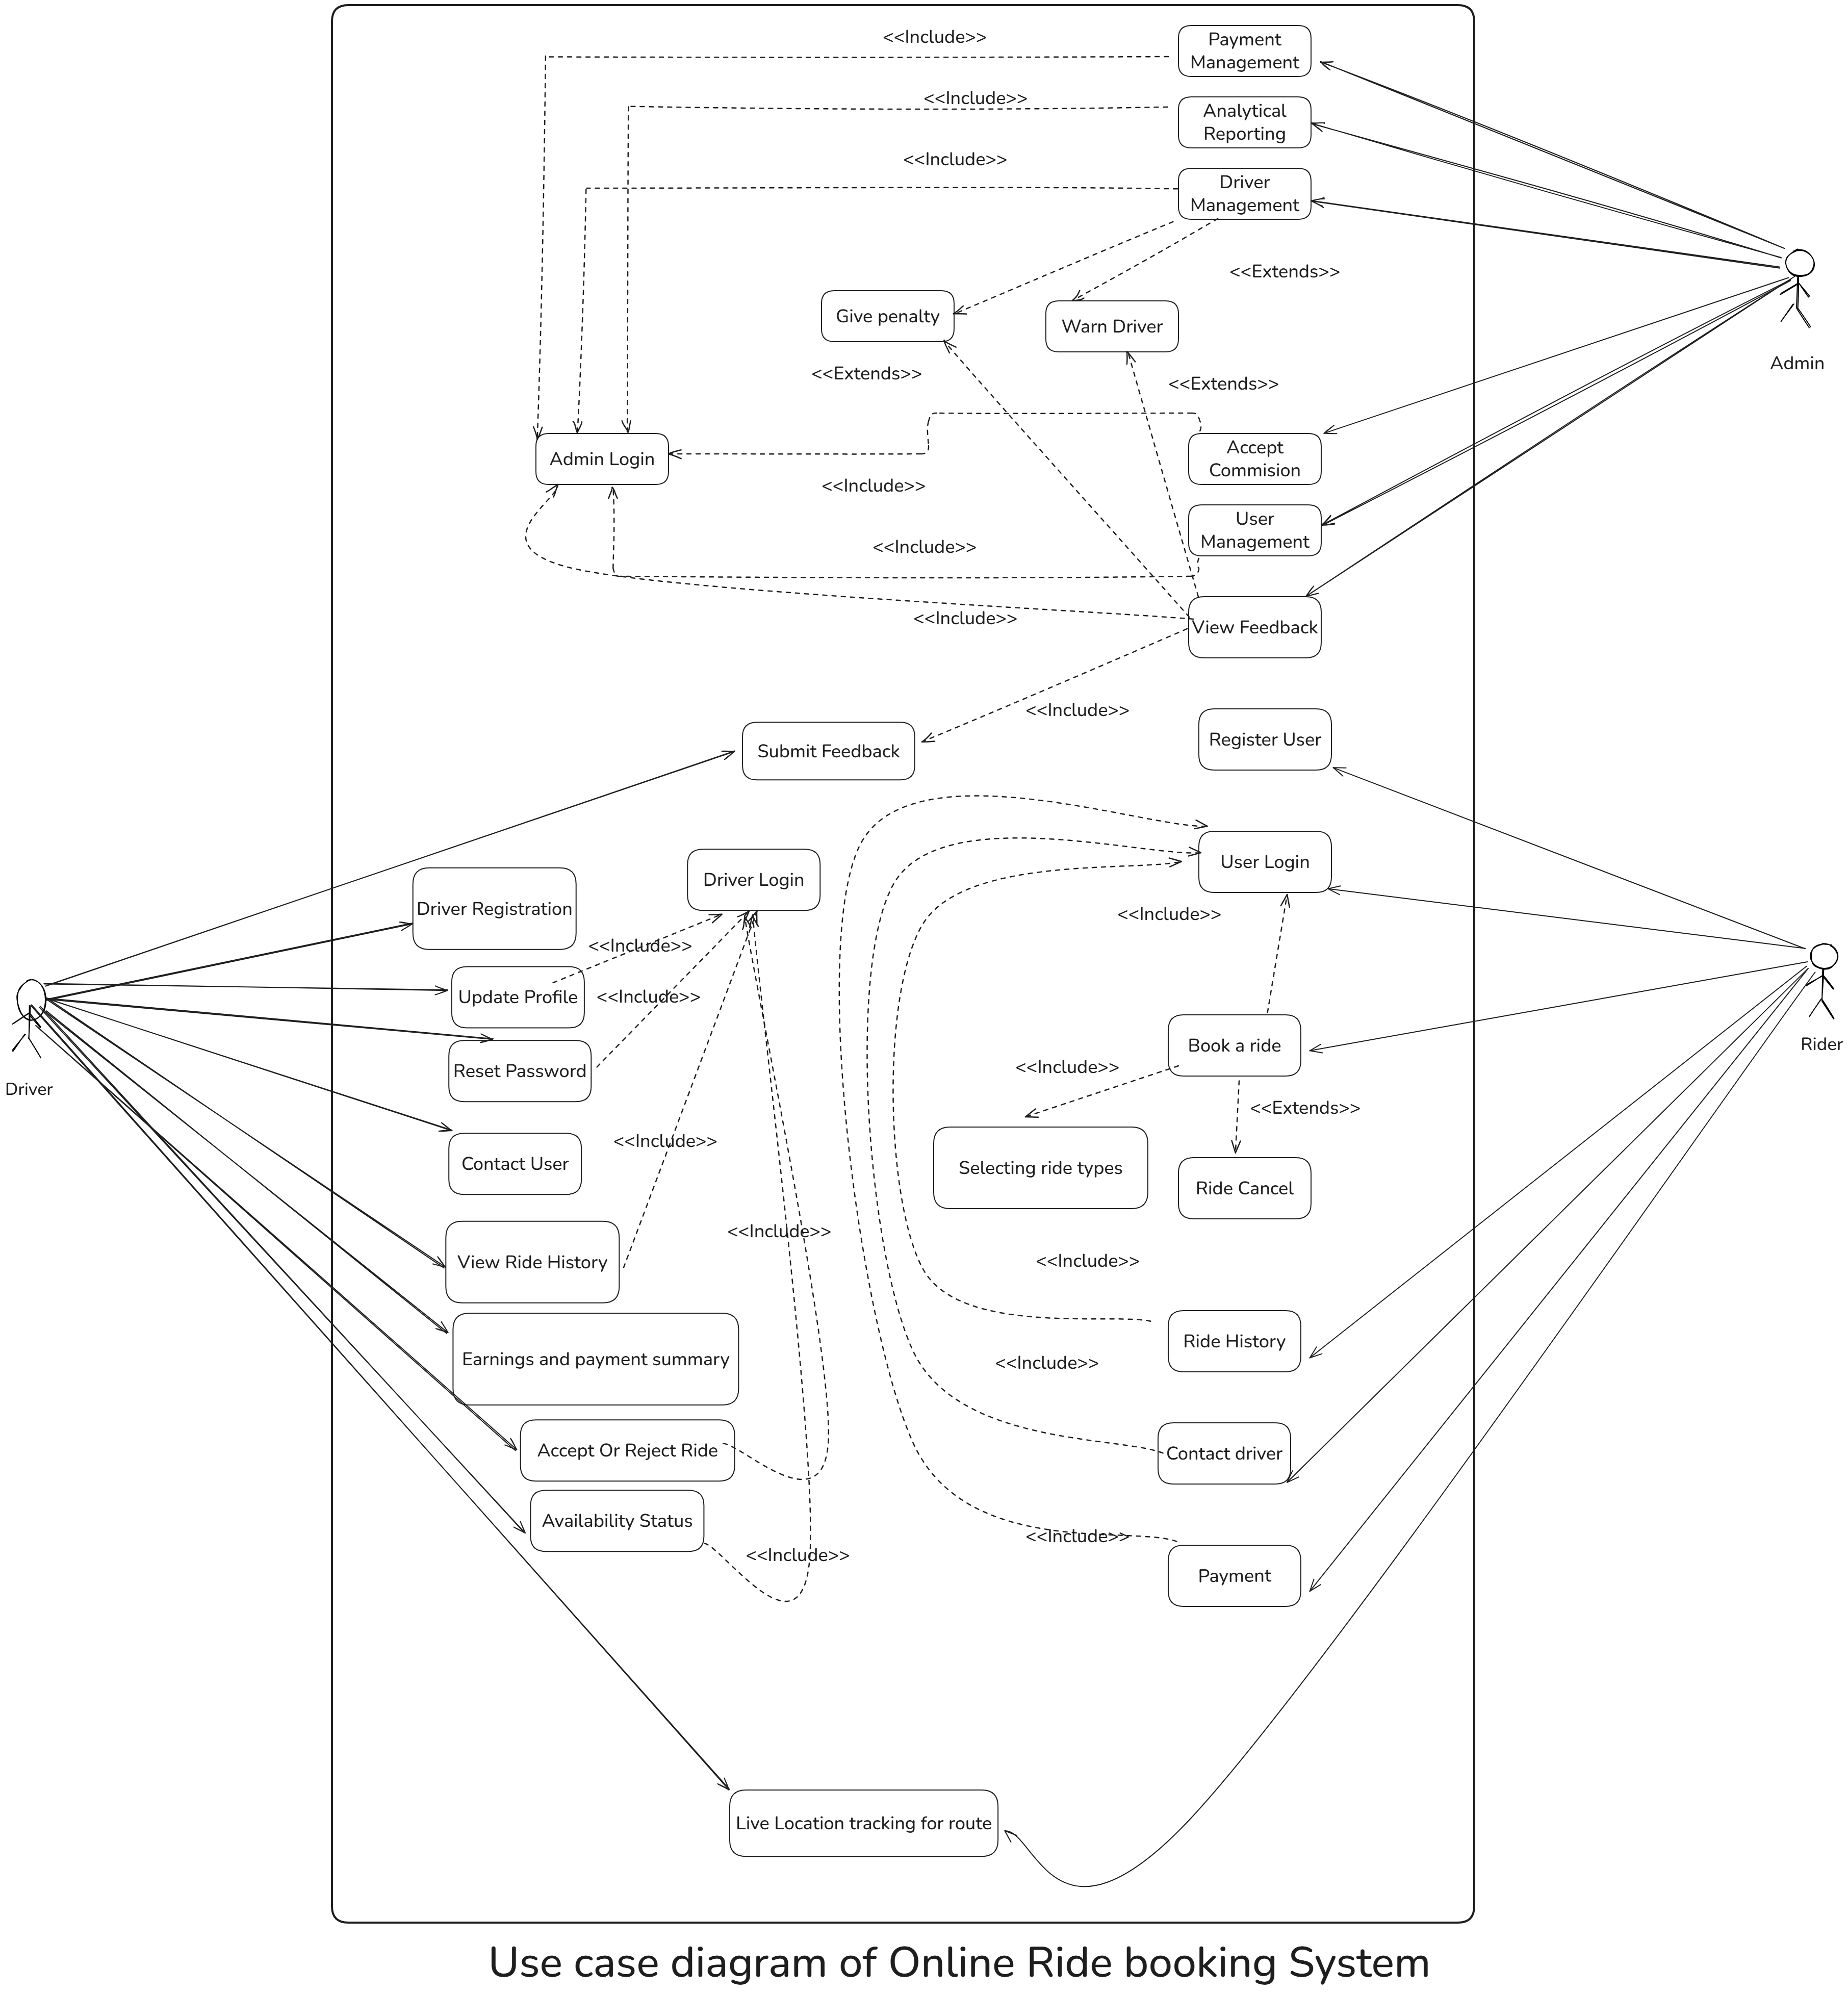 <<Include>>
Payment
Management
<<Include>>
Analytical
Reporting
<<Include>>
Driver
Management
<<Extends>>
Give penalty
Warn Driver
Admin
<<Extends>>
<<Extends>>
Admin Login
Accept
Commision
<<Include>>
User
Management
<<Include>>
<<Include>>
View Feedback
<<Include>>
Submit Feedback
Register User
User Login
Driver Login
Driver Registration
<<Include>>
<<Include>>
Update Profile
<<Include>>
Reset Password
Driver
Book a ride
Rider
<<Include>>
<<Extends>>
<<Include>>
Contact User
Selecting ride types
Ride Cancel
<<Include>>
View Ride History
<<Include>>
Ride History
Earnings and payment summary
<<Include>>
Accept Or Reject Ride
Contact driver
Availability Status
<<Include>>
<<Include>>
Payment
Live Location tracking for route
Use case diagram of Online Ride booking System